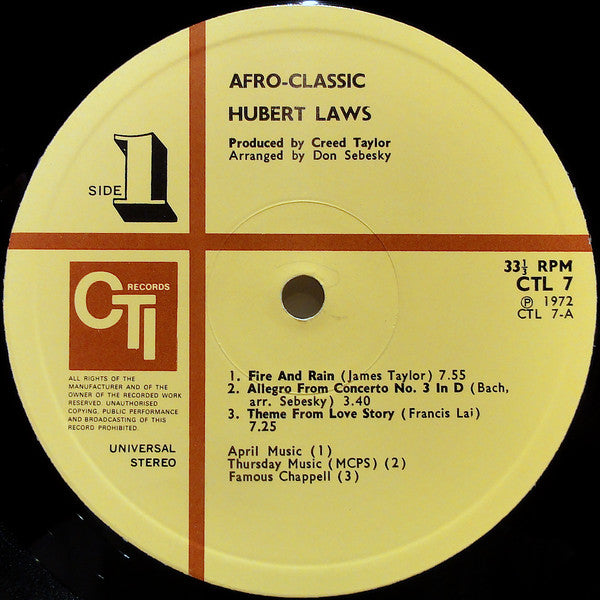 AFRO-CLASSIC
HUBERT LAWS
Produced by Creed Taylor
Arranged by Don Sebesky
SIDE 1
CTI RECORDS
ALL RIGHTS OF THE
MANUFACTURER AND OF THE
OWNER OF THE RECORDED WORK
RESERVED. UNAUTHORISED
COPYING. PUBLIC PERFORMANCE
AND BROADCASTING OF THIS
RECORD PROHIBITED.
UNIVERSAL
STEREO
33⅓ RPM
CTL 7
℗ 1972
CTL 7-A
1. Fire And Rain (James Taylor) 7.55
2. Allegro From Concerto No. 3 In D (Bach,
arr. Sebesky) 3.40
3. Theme From Love Story (Francis Lai)
7.25
April Music (1)
Thursday Music (MCPS) (2)
Famous Chappell (3)